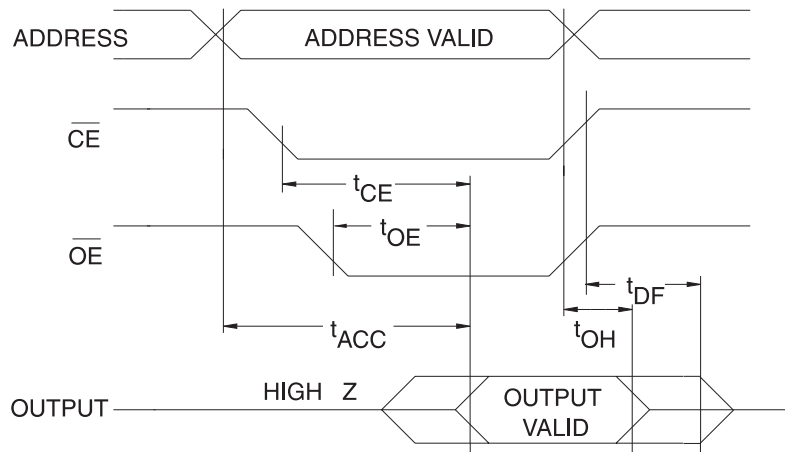 ADDRESS
ADDRESS VALID
CE
tCE
OE
tOE
tDF
tACC
tOH
HIGH Z
OUTPUT
OUTPUT
VALID